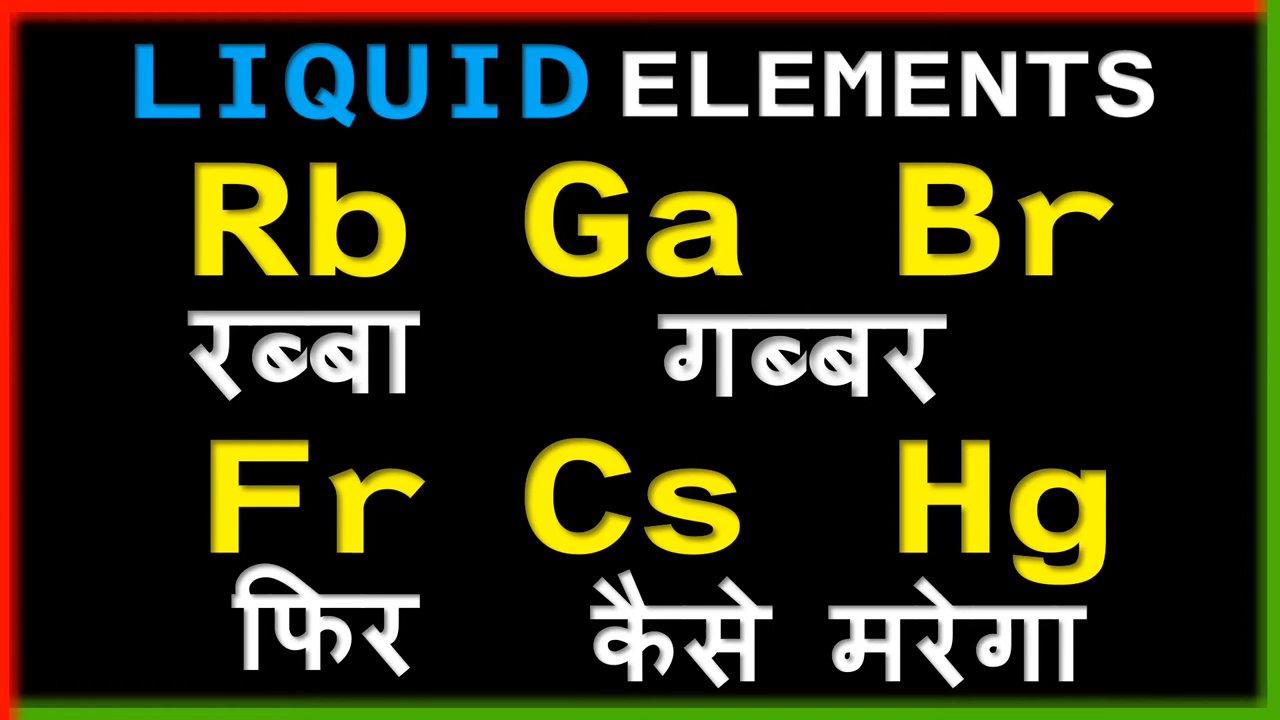 LIQUID ELEMENTS
Rb Ga Br
रब्बा गब्बर
Fr Cs Hg
फिर कैसे मरेगा